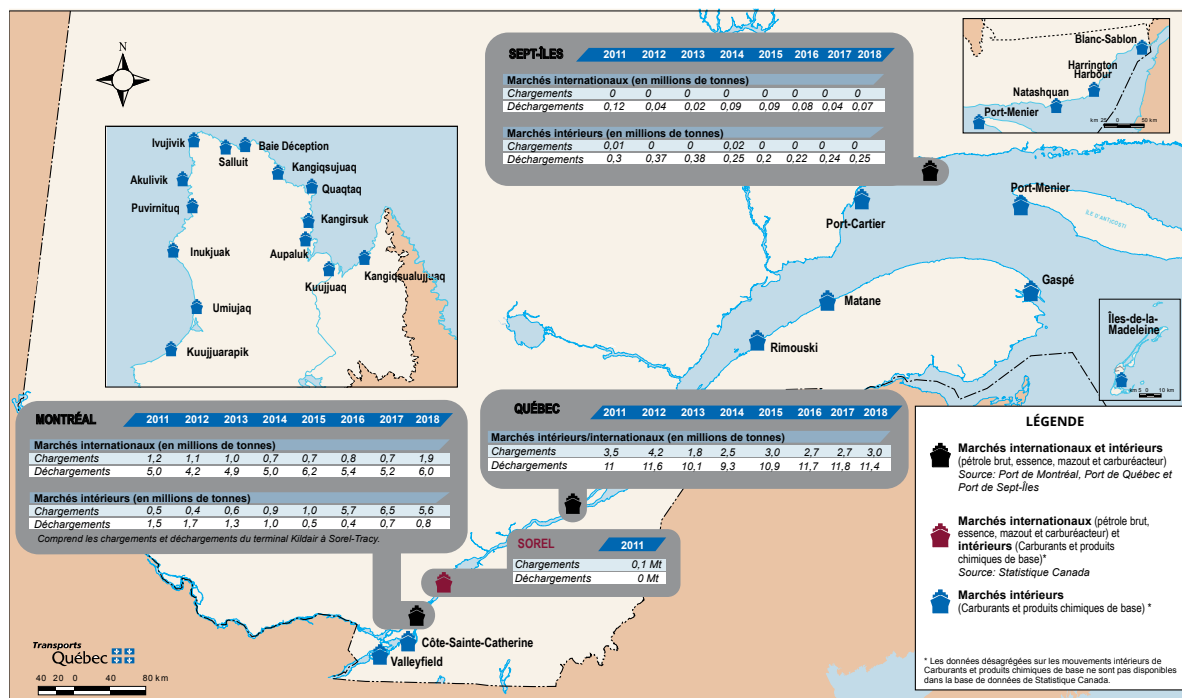 SEPT-ÎLES 2011 2012 2013 2014 2015 2016 2017 2018
Marchés internationaux (en millions de tonnes)
Chargements 0 0 0 0 0 0 0 0
Déchargements 0,12 0,04 0,02 0,09 0,09 0,08 0,04 0,07
Marchés intérieurs (en millions de tonnes)
Chargements 0,01 0 0 0,02 0 0 0 0
Déchargements 0,3 0,37 0,38 0,25 0,2 0,22 0,24 0,25
Blanc-Sablon
Harrington
Harbour
Natashquan
Port-Menier
km 25 0 50 km
N
Ivujivik
Salluit
Baie Déception
Kangiqsujuaq
Akulivik
Quaqtaq
Puvirnituq
Kangirsuk
Inukjuak
Aupaluk
Kuujjuaq
Kangiqsualujjuaq
Umiujaq
Kuujjuarapik
Port-Cartier
Port-Menier
ÎLE D'ANTICOSTI
Matane
Gaspé
Rimouski
Îles-de-la-
Madeleine
km 5 0 10 km
MONTRÉAL 2011 2012 2013 2014 2015 2016 2017 2018
Marchés internationaux (en millions de tonnes)
Chargements 1,2 1,1 1,0 0,7 0,7 0,8 0,7 1,9
Déchargements 5,0 4,2 4,9 5,0 6,2 5,4 5,2 6,0
Marchés intérieurs (en millions de tonnes)
Chargements 0,5 0,4 0,6 0,9 1,0 5,7 6,5 5,6
Déchargements 1,5 1,7 1,3 1,0 0,5 0,4 0,7 0,8
Comprend les chargements et déchargements du terminal Kildair à Sorel-Tracy.
QUÉBEC 2011 2012 2013 2014 2015 2016 2017 2018
Marchés intérieurs/internationaux (en millions de tonnes)
Chargements 3,5 4,2 1,8 2,5 3,0 2,7 2,7 3,0
Déchargements 11 11,6 10,1 9,3 10,9 11,7 11,8 11,4
SOREL 2011
Chargements 0,1 Mt
Déchargements 0 Mt
Côte-Sainte-Catherine
Valleyfield
Transports
Québec
40 20 0 40 80 km
LÉGENDE
Marchés internationaux et intérieurs
(pétrole brut, essence, mazout et carburéacteur)
Source: Port de Montréal, Port de Québec et
Port de Sept-Îles
Marchés internationaux (pétrole brut,
essence, mazout et carburéacteur) et
intérieurs (Carburants et produits
chimiques de base)*
Source: Statistique Canada
Marchés intérieurs
(Carburants et produits chimiques de base) *
* Les données désagrégées sur les mouvements intérieurs de
Carburants et produits chimiques de base ne sont pas disponibles
dans la base de données de Statistique Canada.